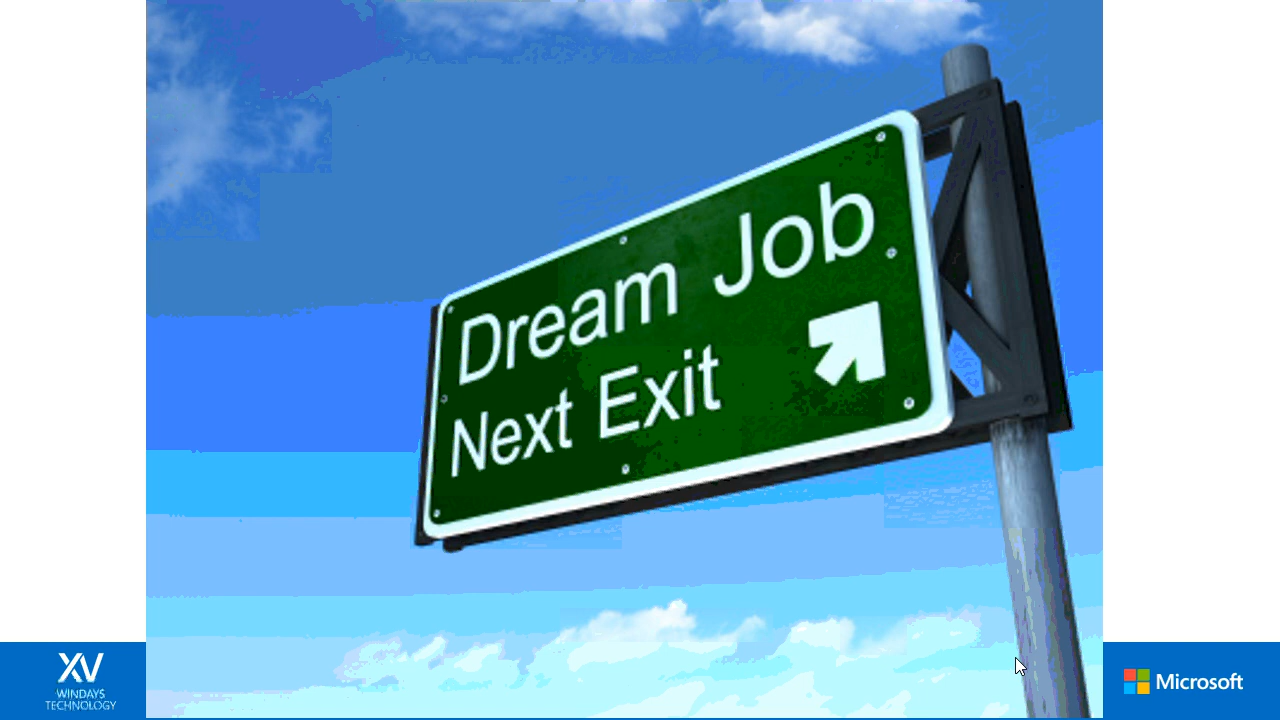 Dream Job
Next Exit
XV
WINDAYS
TECHNOLOGY
Microsoft